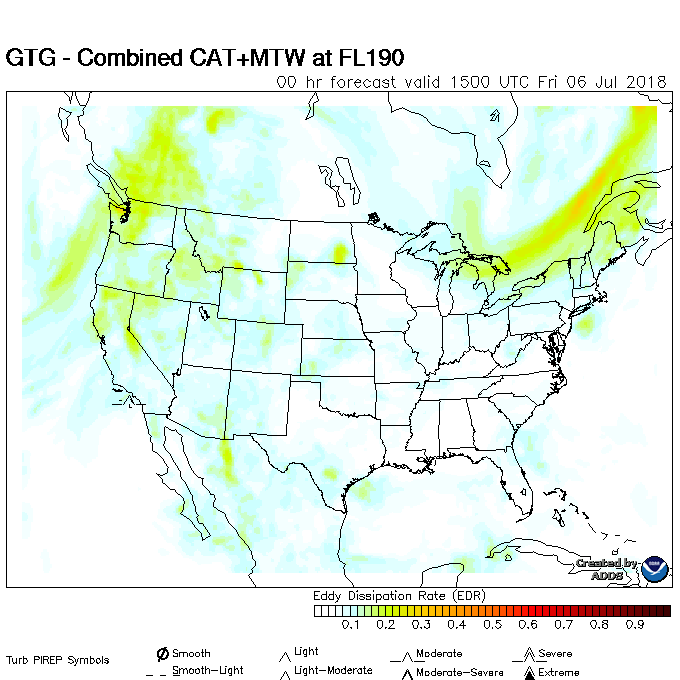 GTG - Combined CAT+MTW at FL190
00 hr forecast valid 1500 UTC Fri 06 Jul 2018
Created by
ADDS
Eddy Dissipation Rate (EDR)
0.1 0.2 0.3 0.4 0.5 0.6 0.7 0.8 0.9
Turb PIREP Symbols
Smooth Light Moderate Severe
Smooth-Light Light-Moderate Moderate-Severe Extreme